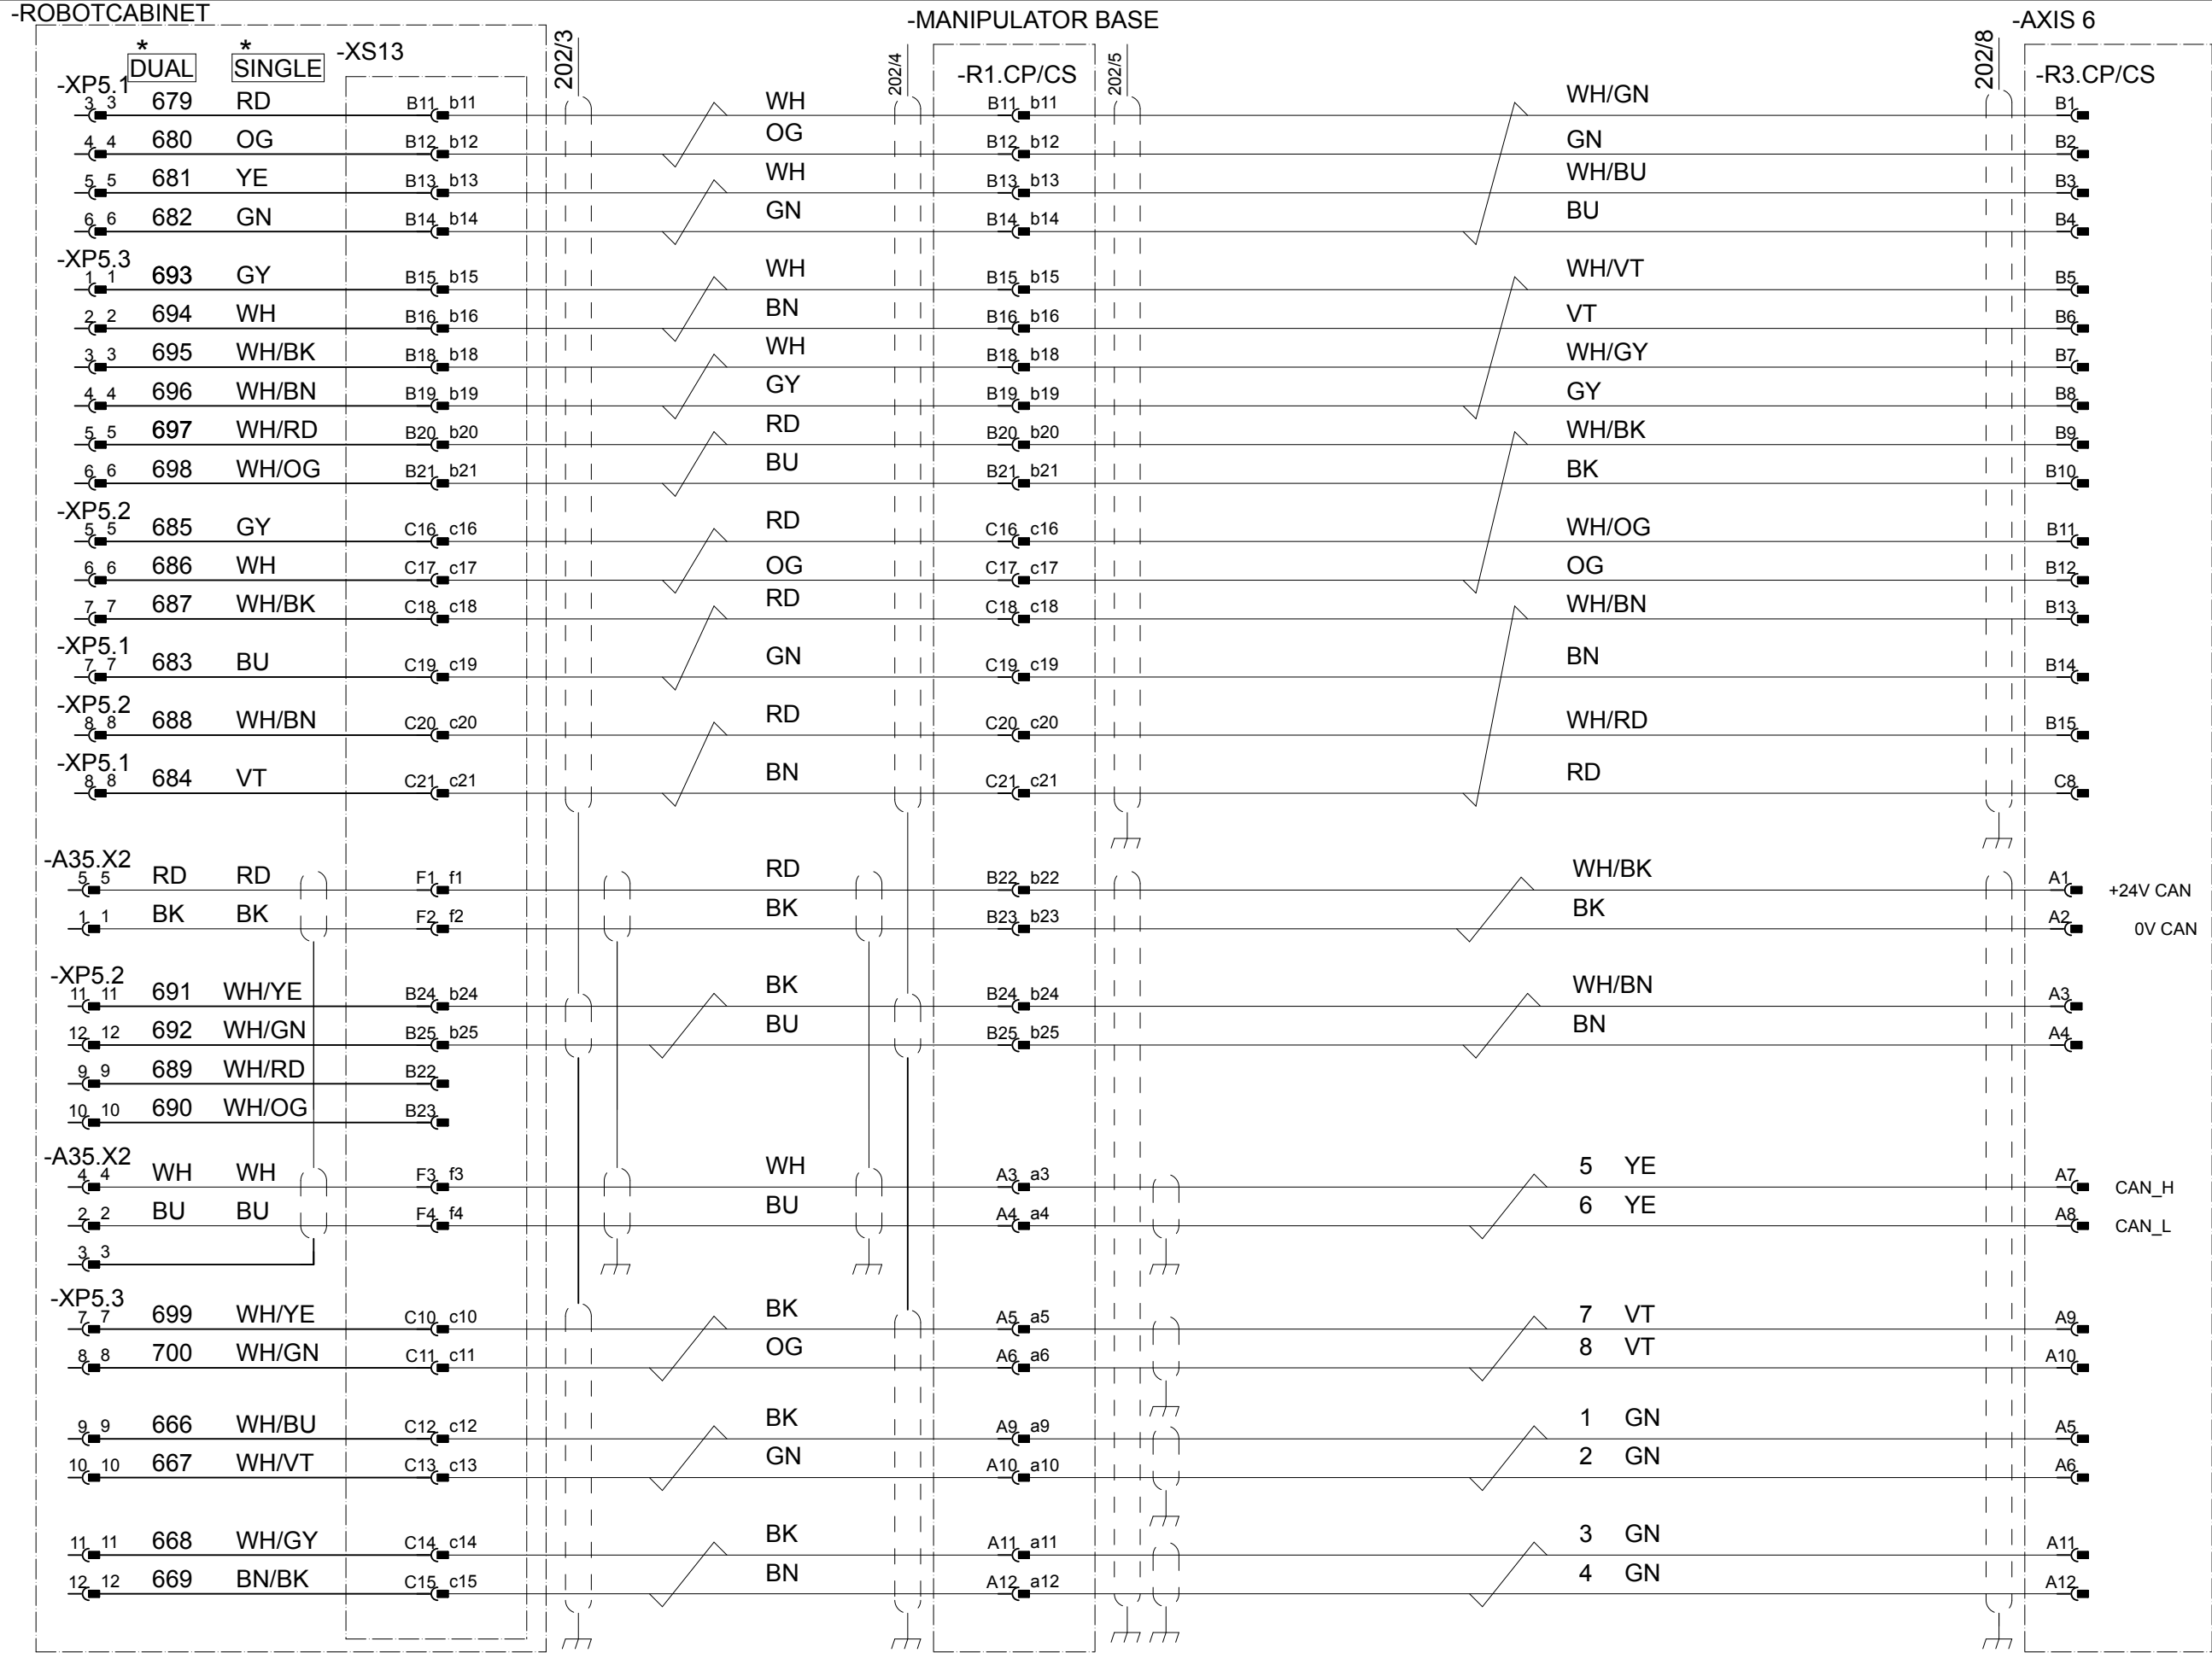 -ROBOTCABINET -MANIPULATOR BASE -AXIS 6
* * 202/3 202/4 202/5 202/8
DUAL SINGLE -XS13 -R1.CP/CS -R3.CP/CS
-XP5.1
3 3 679 RD B11 b11 WH B11 b11 WH/GN B1
4 4 680 OG B12 b12 OG B12 b12 GN B2
5 5 681 YE B13 b13 WH B13 b13 WH/BU B3
6 6 682 GN B14 b14 GN B14 b14 BU B4
-XP5.3
1 1 693 GY B15 b15 WH B15 b15 WH/VT B5
2 2 694 WH B16 b16 BN B16 b16 VT B6
3 3 695 WH/BK B18 b18 WH B18 b18 WH/GY B7
4 4 696 WH/BN B19 b19 GY B19 b19 GY B8
5 5 697 WH/RD B20 b20 RD B20 b20 WH/BK B9
6 6 698 WH/OG B21 b21 BU B21 b21 BK B10
-XP5.2
5 5 685 GY C16 c16 RD C16 c16 WH/OG B11
6 6 686 WH C17 c17 OG C17 c17 OG B12
7 7 687 WH/BK C18 c18 RD C18 c18 WH/BN B13
-XP5.1
7 7 683 BU C19 c19 GN C19 c19 BN B14
-XP5.2
8 8 688 WH/BN C20 c20 RD C20 c20 WH/RD B15
-XP5.1
8 8 684 VT C21 c21 BN C21 c21 RD C8
-A35.X2
5 5 RD RD F1 f1 RD B22 b22 WH/BK A1 +24V CAN
1 1 BK BK F2 f2 BK B23 b23 BK A2 0V CAN
-XP5.2
11 11 691 WH/YE B24 b24 BK B24 b24 WH/BN A3
12 12 692 WH/GN B25 b25 BU B25 b25 BN A4
9 9 689 WH/RD B22
10 10 690 WH/OG B23
-A35.X2
4 4 WH WH F3 f3 WH A3 a3 5 YE A7 CAN_H
2 2 BU BU F4 f4 BU A4 a4 6 YE A8 CAN_L
3 3
-XP5.3
7 7 699 WH/YE C10 c10 BK A5 a5 7 VT A9
8 8 700 WH/GN C11 c11 OG A6 a6 8 VT A10
9 9 666 WH/BU C12 c12 BK A9 a9 1 GN A5
10 10 667 WH/VT C13 c13 GN A10 a10 2 GN A6
11 11 668 WH/GY C14 c14 BK A11 a11 3 GN A11
12 12 669 BN/BK C15 c15 BN A12 a12 4 GN A12